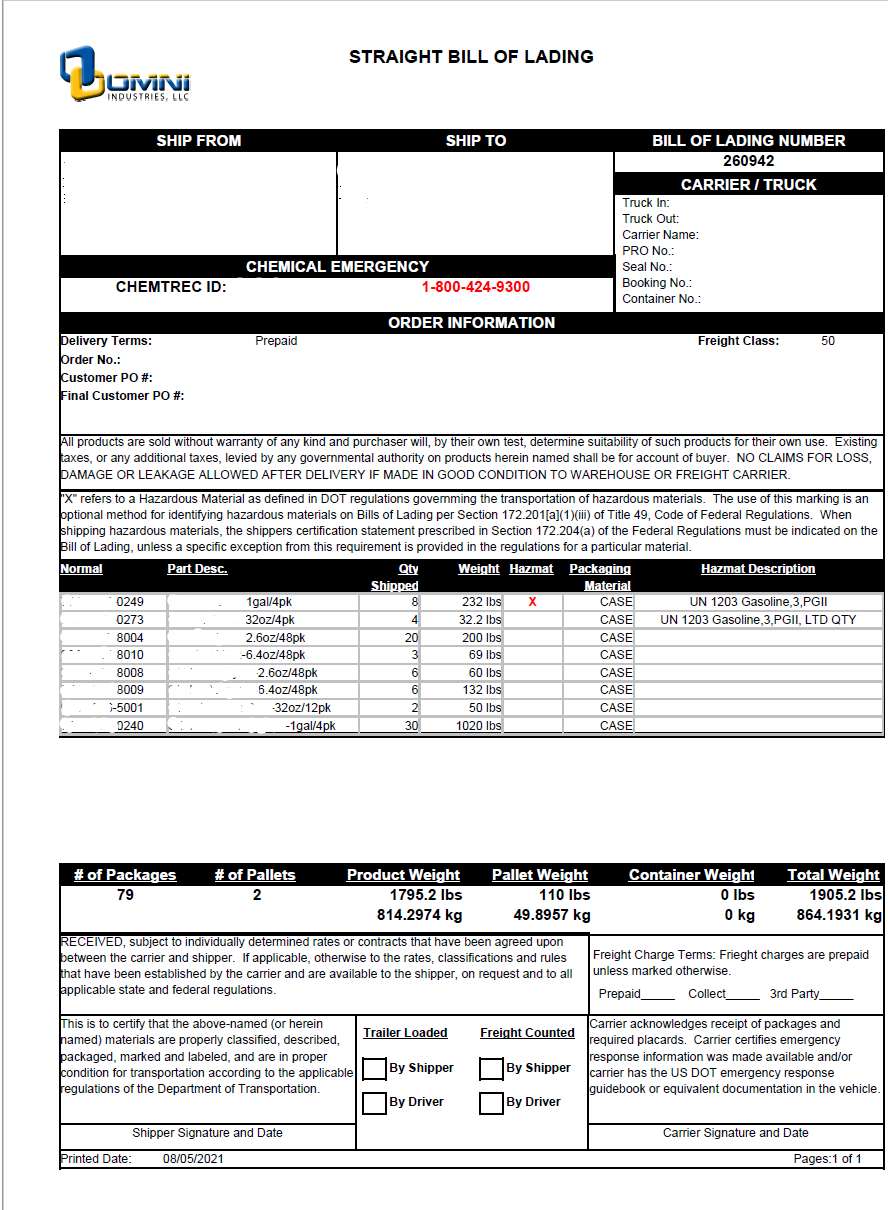 STRAIGHT BILL OF LADING
OMNI
INDUSTRIES, LLC
SHIP FROM SHIP TO BILL OF LADING NUMBER
260942
CARRIER / TRUCK
Truck In:
Truck Out:
Carrier Name:
PRO No.:
Seal No.:
Booking No.:
Container No.:
CHEMICAL EMERGENCY
CHEMTREC ID: 1-800-424-9300
ORDER INFORMATION
Delivery Terms: Prepaid Freight Class: 50
Order No.:
Customer PO #:
Final Customer PO #:
All products are sold without warranty of any kind and purchaser will, by their own test, determine suitability of such products for their own use. Existing
taxes, or any additional taxes, levied by any governmental authority on products herein named shall be for account of buyer. NO CLAIMS FOR LOSS,
DAMAGE OR LEAKAGE ALLOWED AFTER DELIVERY IF MADE IN GOOD CONDITION TO WAREHOUSE OR FREIGHT CARRIER.
"X" refers to a Hazardous Material as defined in DOT regulations governming the transportation of hazardous materials. The use of this marking is an
optional method for identifying hazardous materials on Bills of Lading per Section 172.201[a](1)(iii) of Title 49, Code of Federal Regulations. When
shipping hazardous materials, the shippers certification statement prescribed in Section 172.204(a) of the Federal Regulations must be indicated on the
Bill of Lading, unless a specific exception from this requirement is provided in the regulations for a particular material.
Normal Part Desc. Qty Shipped Weight Hazmat Packaging Material Hazmat Description
0249 1gal/4pk 8 232 lbs X CASE UN 1203 Gasoline,3,PGII
0273 32oz/4pk 4 32.2 lbs CASE UN 1203 Gasoline,3,PGII, LTD QTY
8004 2.6oz/48pk 20 200 lbs CASE
8010 -6.4oz/48pk 3 69 lbs CASE
8008 2.6oz/48pk 6 60 lbs CASE
8009 6.4oz/48pk 6 132 lbs CASE
-5001 -32oz/12pk 2 50 lbs CASE
0240 -1gal/4pk 30 1020 lbs CASE
# of Packages # of Pallets Product Weight Pallet Weight Container Weight Total Weight
79 2 1795.2 lbs 110 lbs 0 lbs 1905.2 lbs
814.2974 kg 49.8957 kg 0 kg 864.1931 kg
RECEIVED, subject to individually determined rates or contracts that have been agreed upon
between the carrier and shipper. If applicable, otherwise to the rates, classifications and rules
that have been established by the carrier and are available to the shipper, on request and to all
applicable state and federal regulations.
Freight Charge Terms: Frieght charges are prepaid
unless marked otherwise.
Prepaid_____ Collect_____ 3rd Party_____
This is to certify that the above-named (or herein
named) materials are properly classified, described,
packaged, marked and labeled, and are in proper
condition for transportation according to the applicable
regulations of the Department of Transportation.
Trailer Loaded Freight Counted
By Shipper By Shipper
By Driver By Driver
Carrier acknowledges receipt of packages and
required placards. Carrier certifies emergency
response information was made available and/or
carrier has the US DOT emergency response
guidebook or equivalent documentation in the vehicle.
Shipper Signature and Date Carrier Signature and Date
Printed Date: 08/05/2021 Pages:1 of 1